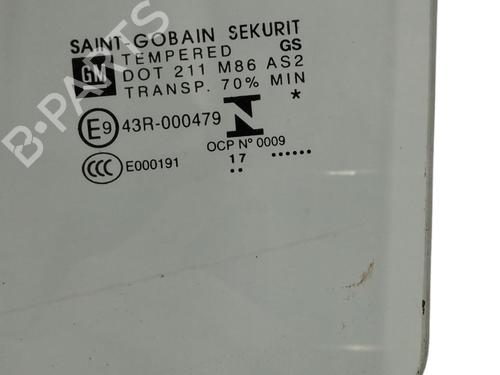 SAINT-GOBAIN SEKURIT
GM TEMPERED GS
DOT 211 M86 AS2
TRANSP. 70% MIN
*
E9 43R-000479 N
OCP Nº 0009
CCC E000191
17 ......
..
B-PARTS